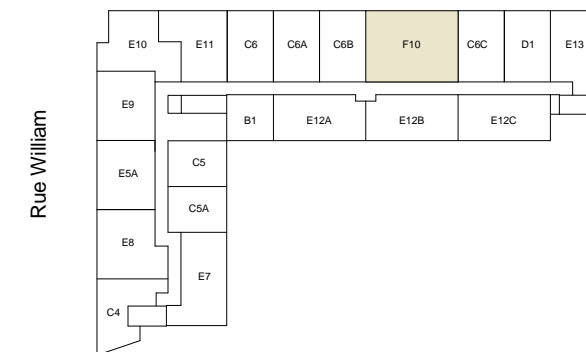 E10 E11 C6 C6A C6B F10 C6C D1 E13
E9
B1 E12A E12B E12C
Rue William
E5A C5
C5A
E8
E7
C4